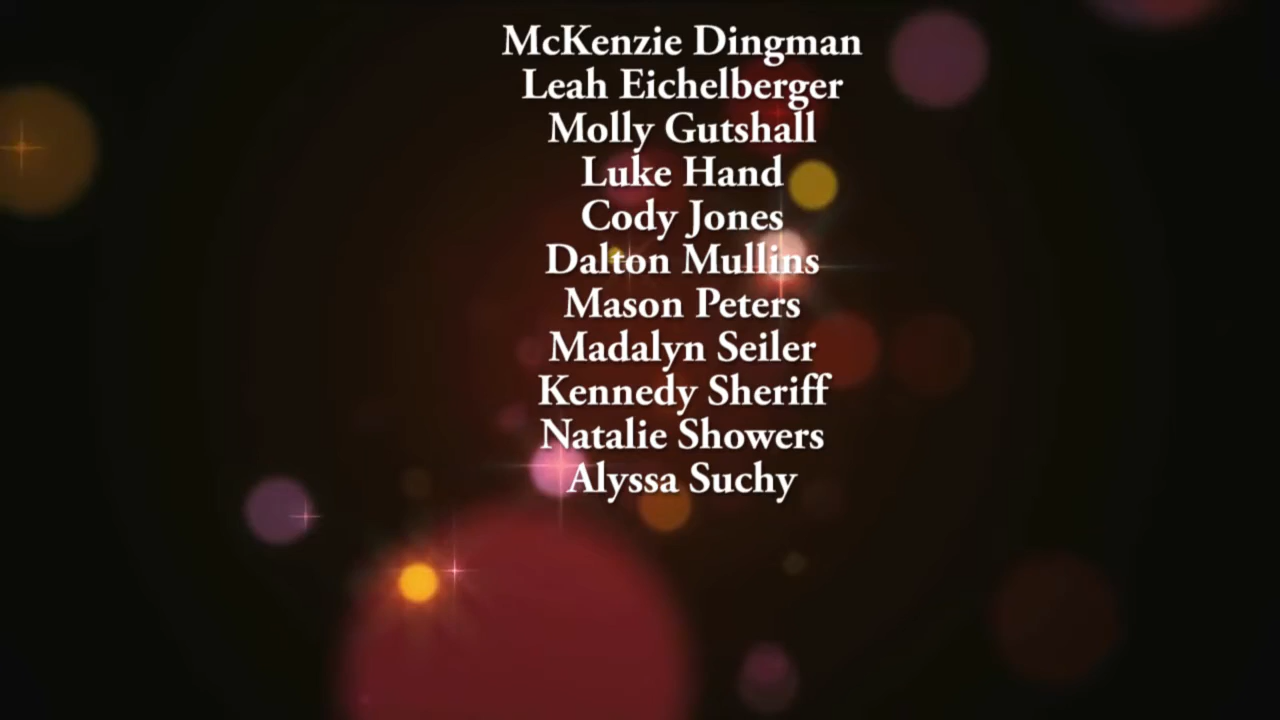 McKenzie Dingman
Leah Eichelberger
Molly Gutshall
Luke Hand
Cody Jones
Dalton Mullins
Mason Peters
Madalyn Seiler
Kennedy Sheriff
Natalie Showers
Alyssa Suchy